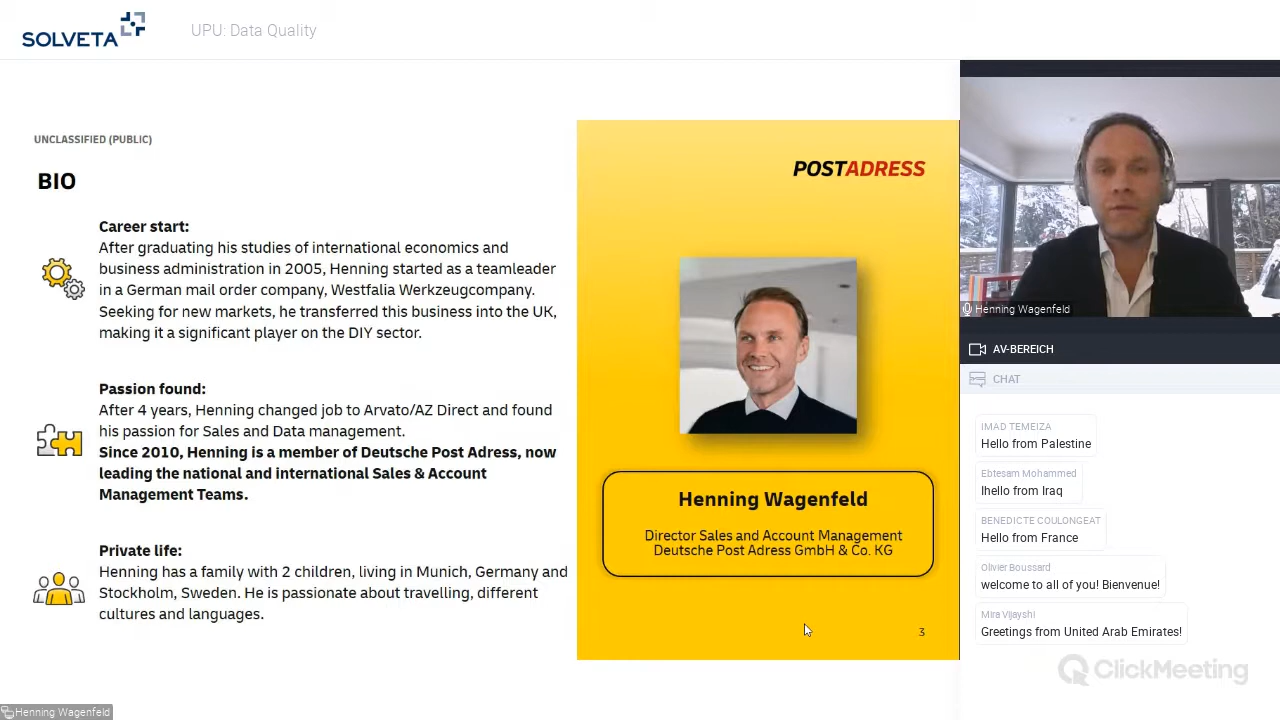 SOLVETA
UPU: Data Quality
UNCLASSIFIED (PUBLIC)
BIO
Career start:
After graduating his studies of international economics and
business administration in 2005, Henning started as a teamleader
in a German mail order company, Westfalia Werkzeugcompany.
Seeking for new markets, he transferred this business into the UK,
making it a significant player on the DIY sector.
Passion found:
After 4 years, Henning changed job to Arvato/AZ Direct and found
his passion for Sales and Data management.
Since 2010, Henning is a member of Deutsche Post Adress, now
leading the national and international Sales & Account
Management Teams.
Private life:
Henning has a family with 2 children, living in Munich, Germany and
Stockholm, Sweden. He is passionate about travelling, different
cultures and languages.
POSTADRESS
Henning Wagenfeld
Director Sales and Account Management
Deutsche Post Adress GmbH & Co. KG
3
Henning Wagenfeld
AV-BEREICH
CHAT
IMAD TEMEIZA
Hello from Palestine
Ebtesam Mohammed
Ihello from Iraq
BENEDICTE COULONGEAT
Hello from France
Olivier Boussard
welcome to all of you! Bienvenue!
Mira Vijayshi
Greetings from United Arab Emirates!
ClickMeeting
Henning Wagenfeld